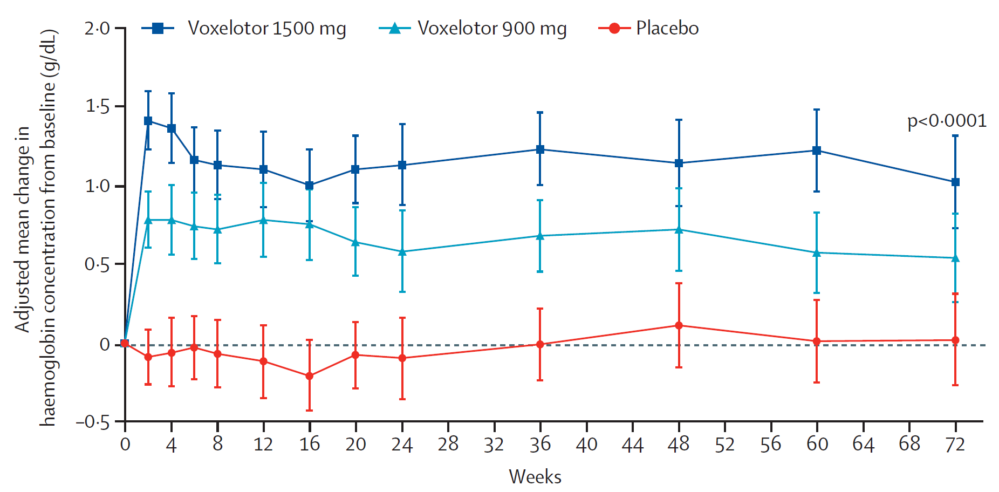 Adjusted mean change in
haemoglobin concentration from baseline (g/dL)
Voxelotor 1500 mg Voxelotor 900 mg Placebo
2·0
1·5
1·0
0·5
0
–0·5
p<0·0001
0 4 8 12 16 20 24 28 32 36 40 44 48 52 56 60 64 68 72
Weeks